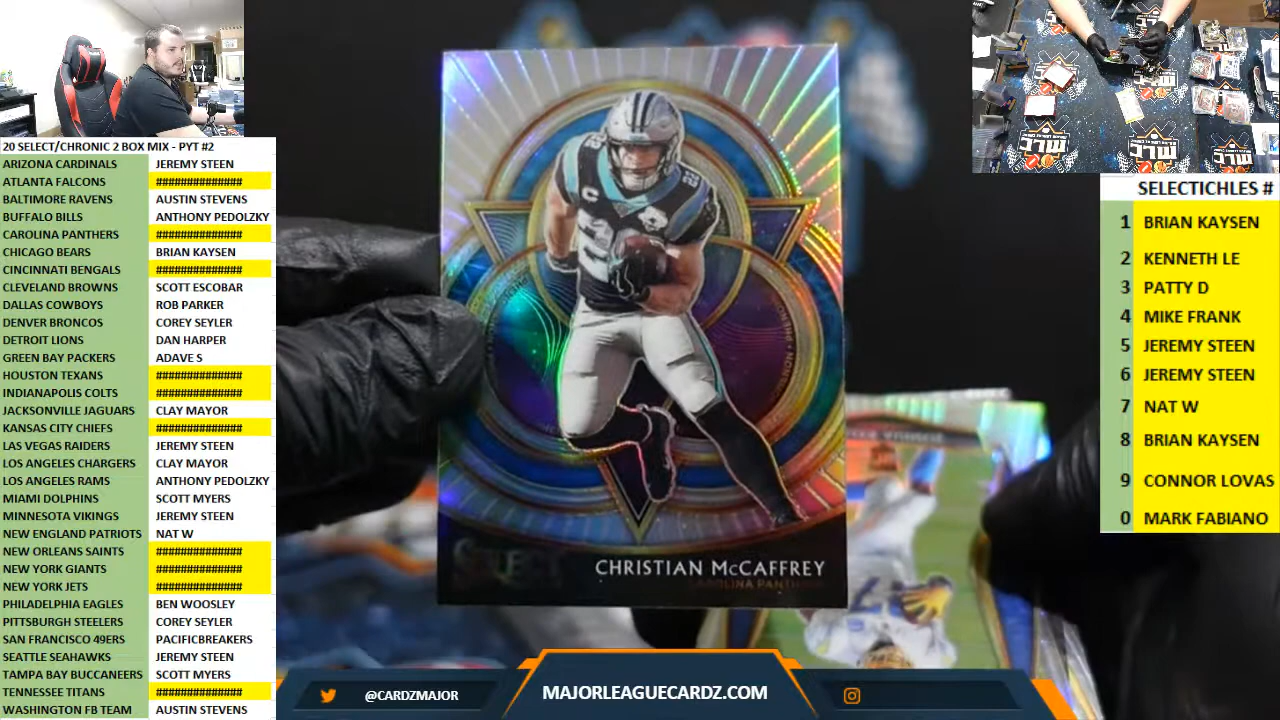 20 SELECT/CHRONIC 2 BOX MIX - PYT #2
ARIZONA CARDINALS JEREMY STEEN
ATLANTA FALCONS ##############
BALTIMORE RAVENS AUSTIN STEVENS
BUFFALO BILLS ANTHONY PEDOLZKY
CAROLINA PANTHERS ##############
CHICAGO BEARS BRIAN KAYSEN
CINCINNATI BENGALS ##############
CLEVELAND BROWNS SCOTT ESCOBAR
DALLAS COWBOYS ROB PARKER
DENVER BRONCOS COREY SEYLER
DETROIT LIONS DAN HARPER
GREEN BAY PACKERS ADAVE S
HOUSTON TEXANS ##############
INDIANAPOLIS COLTS ##############
JACKSONVILLE JAGUARS CLAY MAYOR
KANSAS CITY CHIEFS ##############
LAS VEGAS RAIDERS JEREMY STEEN
LOS ANGELES CHARGERS CLAY MAYOR
LOS ANGELES RAMS ANTHONY PEDOLZKY
MIAMI DOLPHINS SCOTT MYERS
MINNESOTA VIKINGS JEREMY STEEN
NEW ENGLAND PATRIOTS NAT W
NEW ORLEANS SAINTS ##############
NEW YORK GIANTS ##############
NEW YORK JETS ##############
PHILADELPHIA EAGLES BEN WOOSLEY
PITTSBURGH STEELERS COREY SEYLER
SAN FRANCISCO 49ERS PACIFICBREAKERS
SEATTLE SEAHAWKS JEREMY STEEN
TAMPA BAY BUCCANEERS SCOTT MYERS
TENNESSEE TITANS ##############
WASHINGTON FB TEAM AUSTIN STEVENS
22
22
C
SELECT
CHRISTIAN McCAFFREY
CAROLINA PANTHERS
@CARDZMAJOR
MAJORLEAGUECARDZ.COM
SELECTICHLES #
1 BRIAN KAYSEN
2 KENNETH LE
3 PATTY D
4 MIKE FRANK
5 JEREMY STEEN
6 JEREMY STEEN
7 NAT W
8 BRIAN KAYSEN
9 CONNOR LOVAS
0 MARK FABIANO